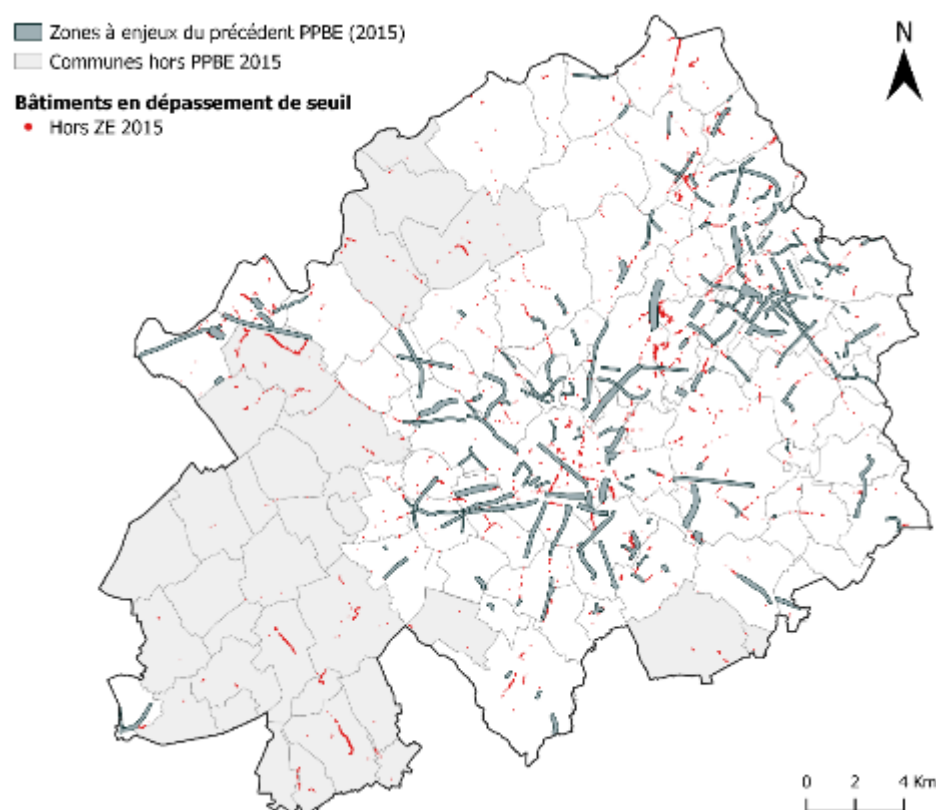 Zones à enjeux du précédent PPBE (2015)
Communes hors PPBE 2015
Bâtiments en dépassement de seuil
Hors ZE 2015
N
0 2 4 Km